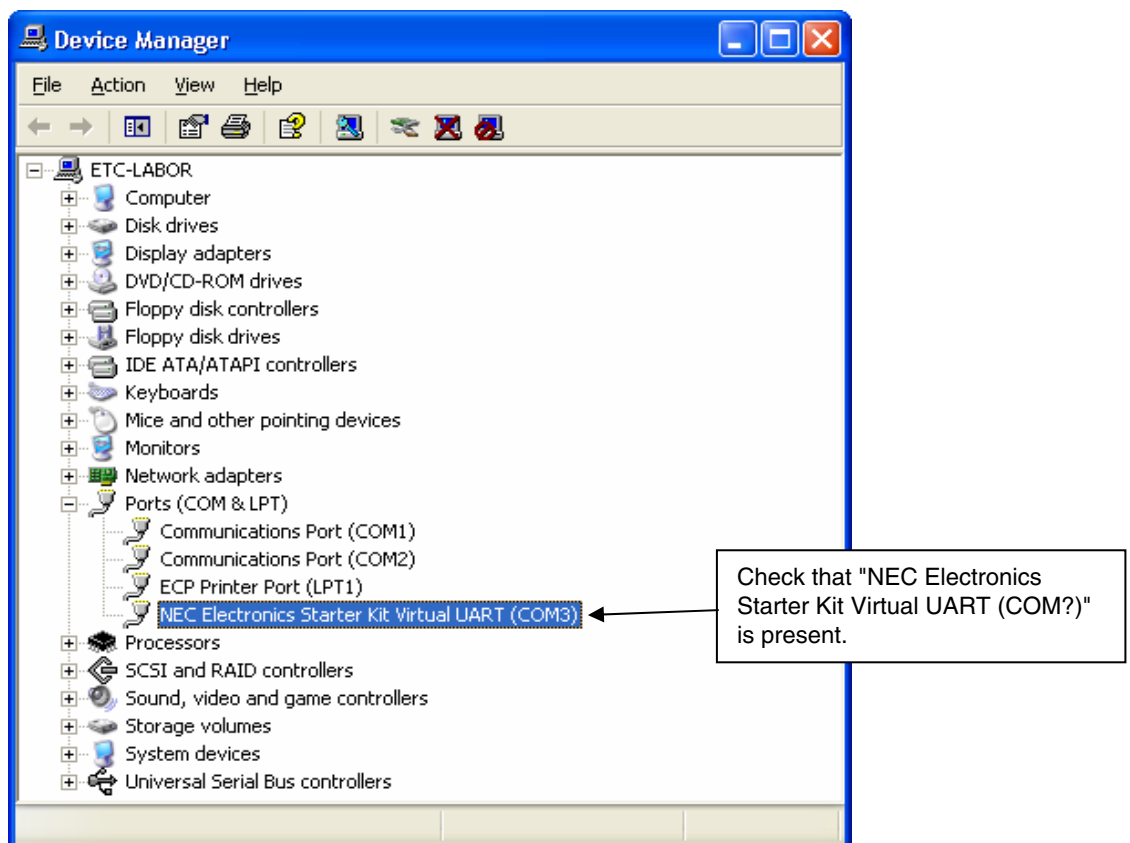 Device Manager
File Action View Help
ETC-LABOR
Computer
Disk drives
Display adapters
DVD/CD-ROM drives
Floppy disk controllers
Floppy disk drives
IDE ATA/ATAPI controllers
Keyboards
Mice and other pointing devices
Monitors
Network adapters
Ports (COM & LPT)
Communications Port (COM1)
Communications Port (COM2)
ECP Printer Port (LPT1)
NEC Electronics Starter Kit Virtual UART (COM3)
Processors
SCSI and RAID controllers
Sound, video and game controllers
Storage volumes
System devices
Universal Serial Bus controllers
Check that "NEC Electronics
Starter Kit Virtual UART (COM?)"
is present.